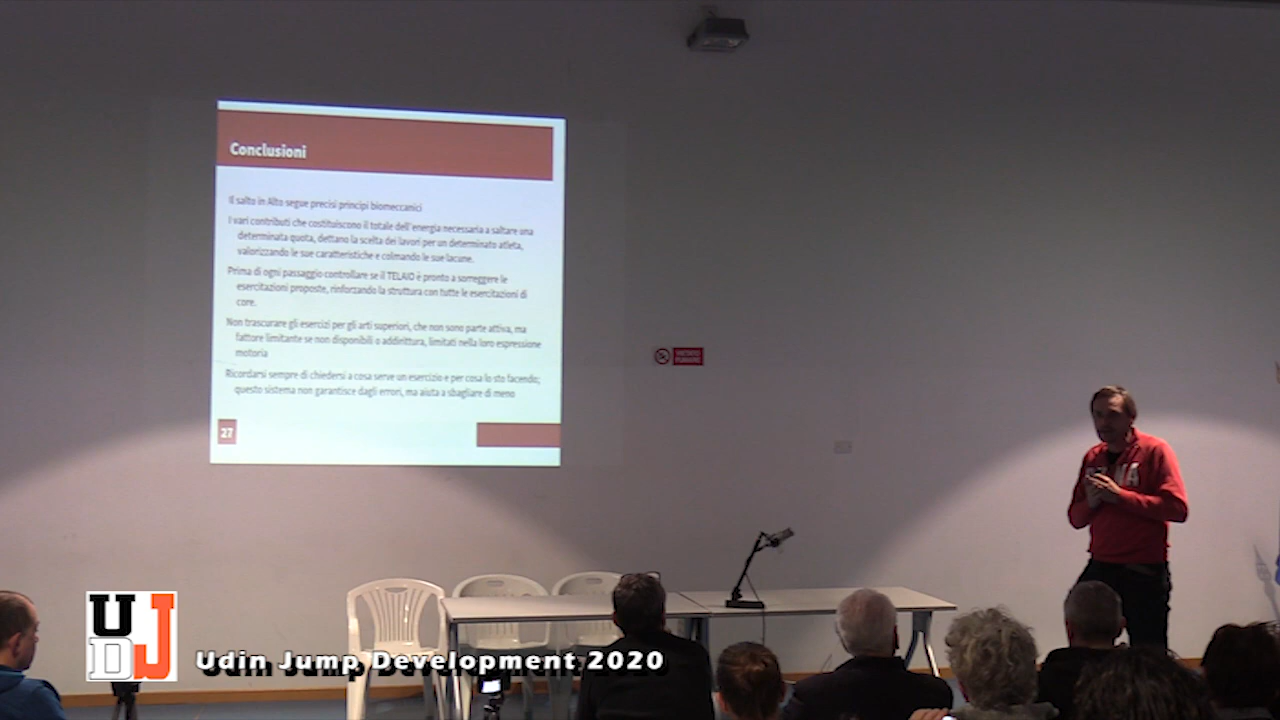 Conclusioni
Il salto in Alto segue precisi principi biomeccanici
I vari contributi che costituiscono il totale dell'energia necessaria a saltare una
determinata quota, dettano la scelta dei lavori per un determinato atleta,
valorizzando le sue caratteristiche e colmando le sue lacune.
Prima di ogni passaggio controllare se il TELAIO è pronto a sorreggere le
esercitazioni proposte, rinforzando la struttura con tutte le esercitazioni di
core.
Non trascurare gli esercizi per gli arti superiori, che non sono parte attiva, ma
fattore limitante se non disponibili o addirittura, limitati nella loro espressione
motoria
Ricordarsi sempre di chiedersi a cosa serve un esercizio e per cosa lo sto facendo;
questo sistema non garantisce dagli errori, ma aiuta a sbagliare di meno
27
VIETATO
FUMARE
UJ
D
Udin Jump Development 2020